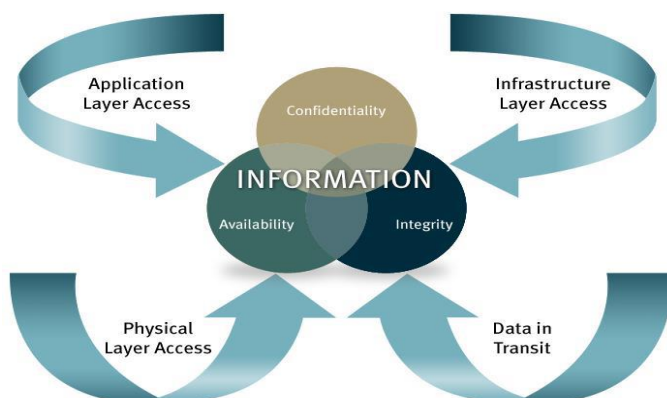 Application
Layer Access
Infrastructure
Layer Access
Confidentiality
INFORMATION
Availability
Integrity
Physical
Layer Access
Data in
Transit